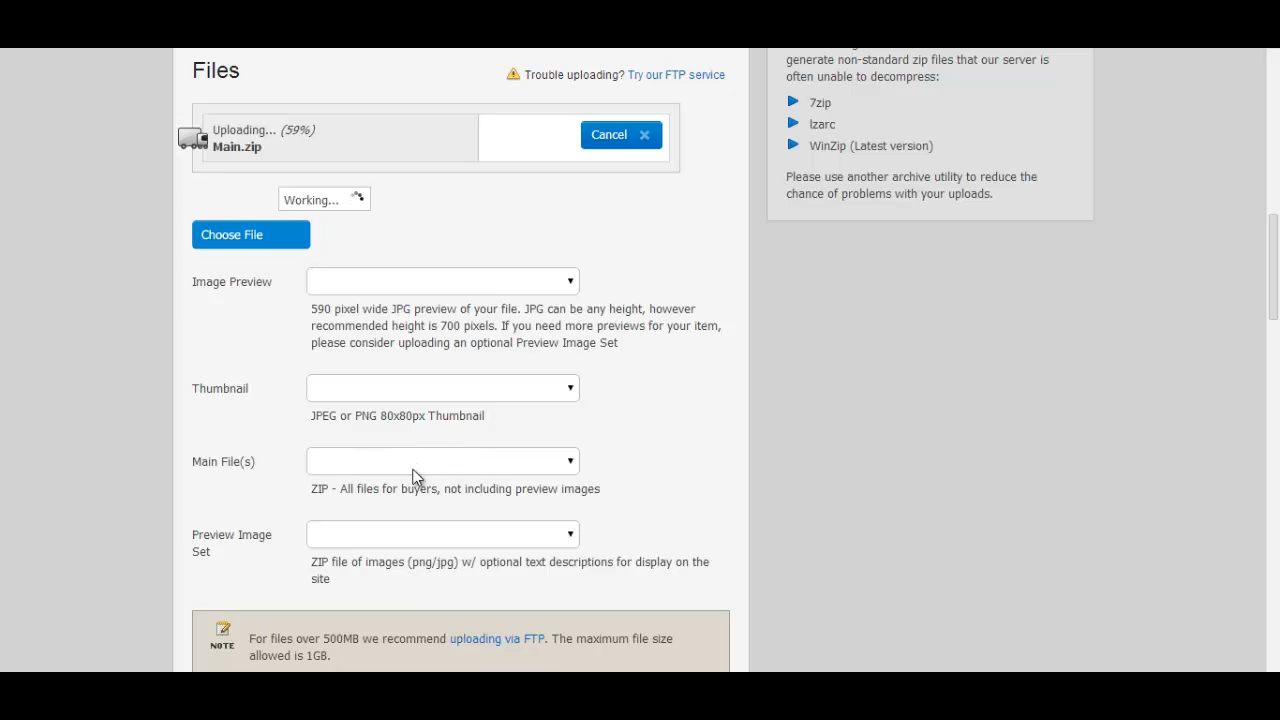 Files
Trouble uploading? Try our FTP service
Uploading... (59%)
Main.zip
Cancel
Working...
Choose File
Image Preview
590 pixel wide JPG preview of your file. JPG can be any height, however
recommended height is 700 pixels. If you need more previews for your item,
please consider uploading an optional Preview Image Set
Thumbnail
JPEG or PNG 80x80px Thumbnail
Main File(s)
ZIP - All files for buyers, not including preview images
Preview Image
Set
ZIP file of images (png/jpg) w/ optional text descriptions for display on the
site
NOTE
For files over 500MB we recommend uploading via FTP. The maximum file size
allowed is 1GB.
generate non-standard zip files that our server is
often unable to decompress:
7zip
lzarc
WinZip (Latest version)
Please use another archive utility to reduce the
chance of problems with your uploads.